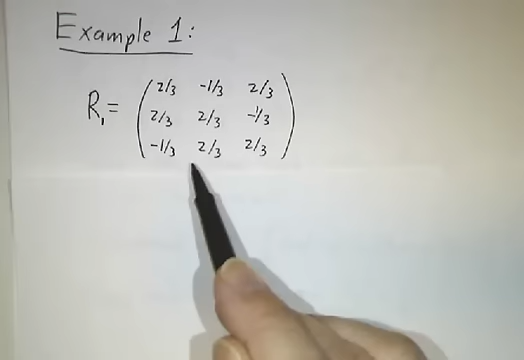 Example 1:
2/3 -1/3 2/3
R₁= 2/3 2/3 -1/3
-1/3 2/3 2/3